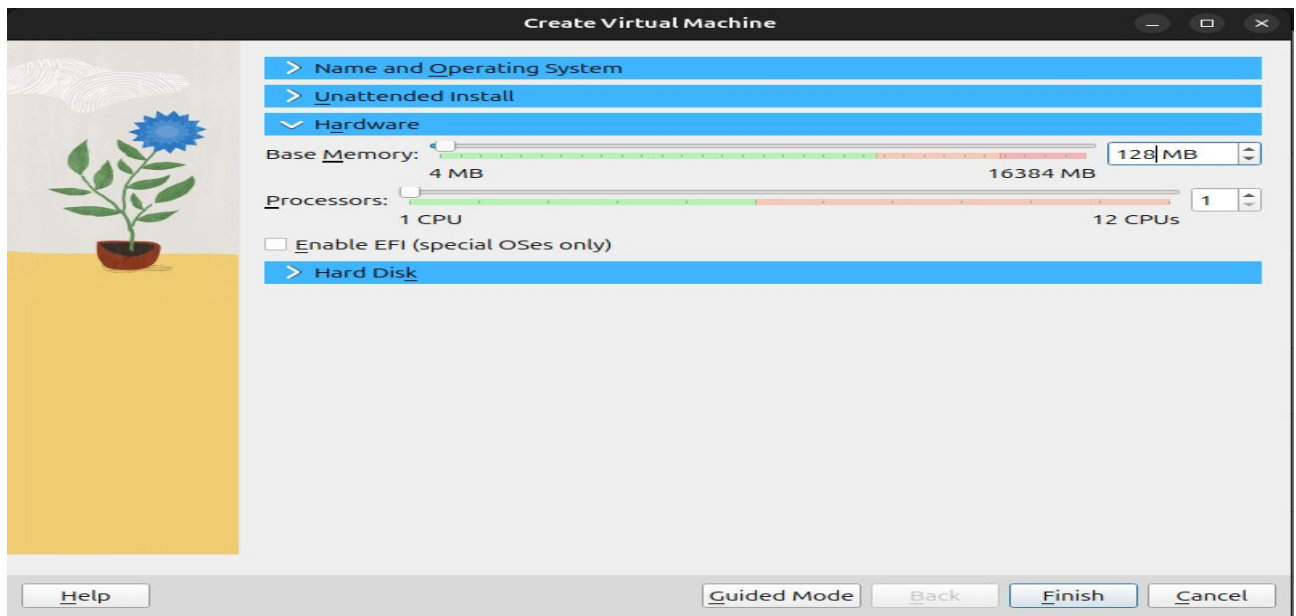 Create Virtual Machine
Name and Operating System
Unattended Install
Hardware
Base Memory: 128 MB
4 MB 16384 MB
Processors: 1
1 CPU 12 CPUs
Enable EFI (special OSes only)
Hard Disk
Help Guided Mode Back Finish Cancel